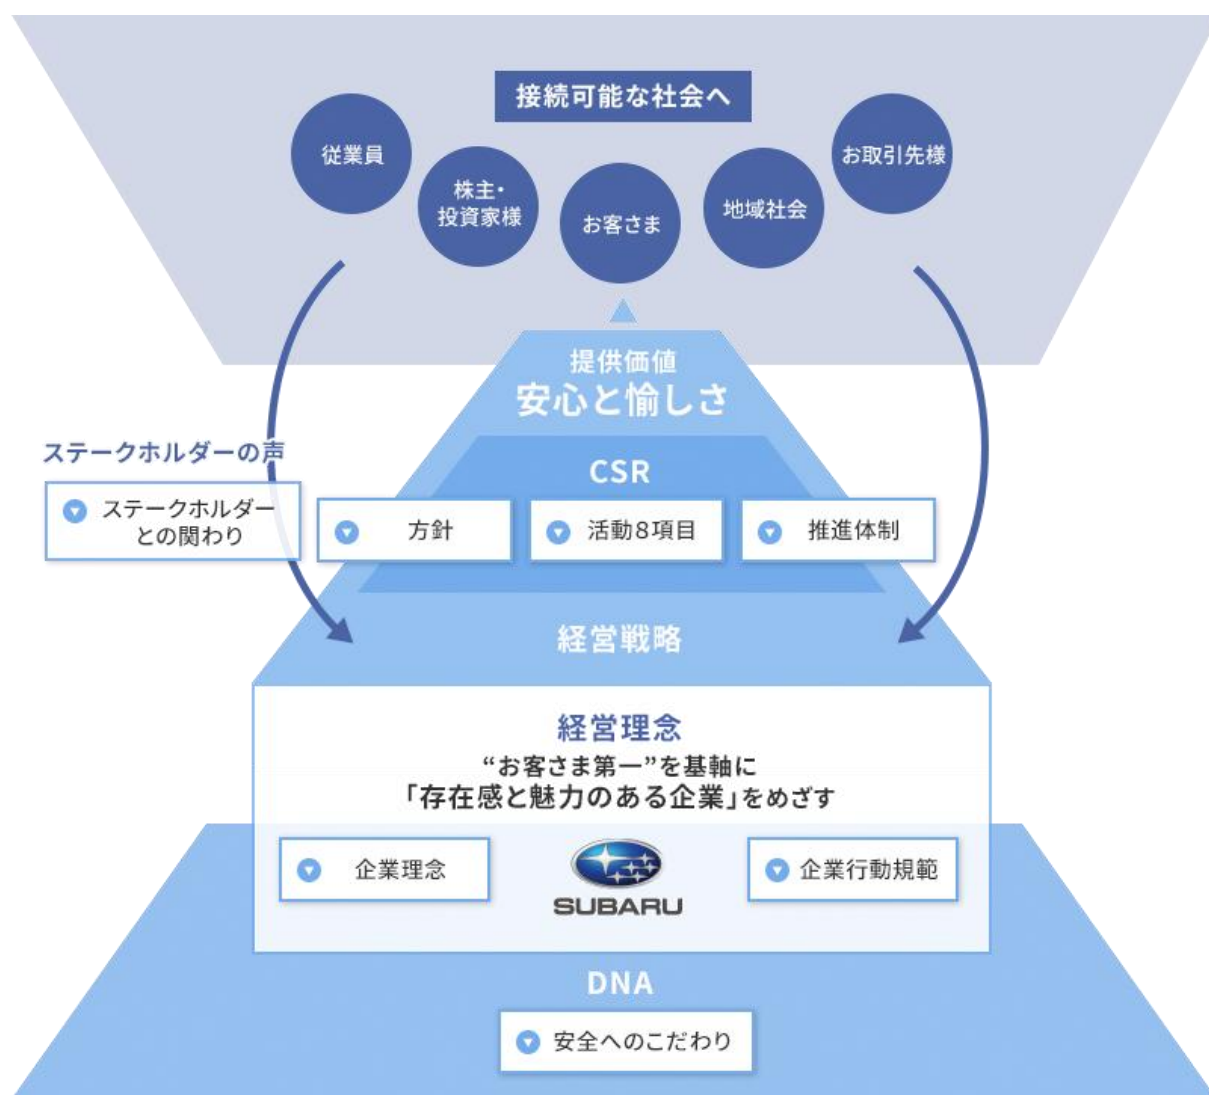 接続可能な社会へ
従業員
株主・
投資家様
お客さま
地域社会
お取引先様
提供価値
安心と愉しさ
ステークホルダーの声
ステークホルダー
との関わり
CSR
方針
活動8項目
推進体制
経営戦略
経営理念
“お客さま第一”を基軸に
「存在感と魅力のある企業」をめざす
企業理念
SUBARU
企業行動規範
DNA
安全へのこだわり